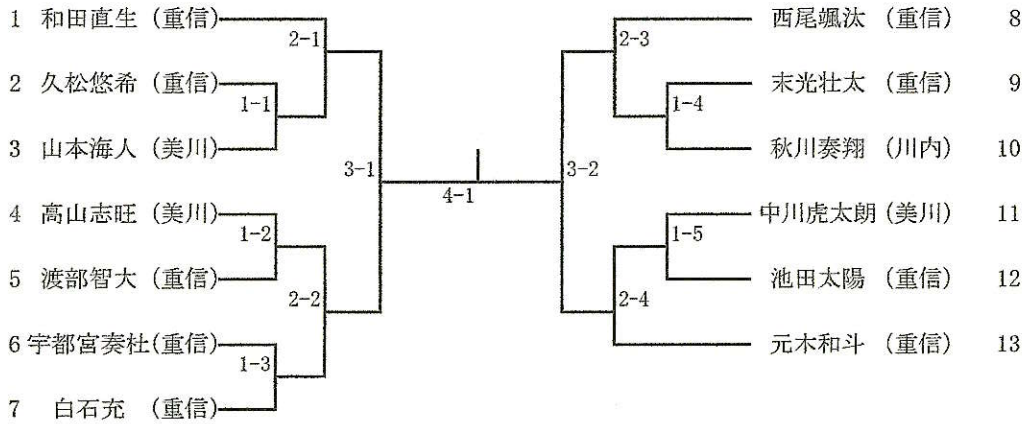 1 和田直生 (重信)
2-1
2 久松悠希 (重信)
1-1
3 山本海人 (美川)
3-1
4 高山志旺 (美川)
1-2
5 渡部智大 (重信)
2-2
6 宇都宮奏杜(重信)
1-3
7 白石充 (重信)
4-1
西尾颯汰 (重信) 8
2-3
末光壮太 (重信) 9
1-4
秋川奏翔 (川内) 10
3-2
中川虎太朗 (美川) 11
1-5
池田太陽 (重信) 12
2-4
元木和斗 (重信) 13